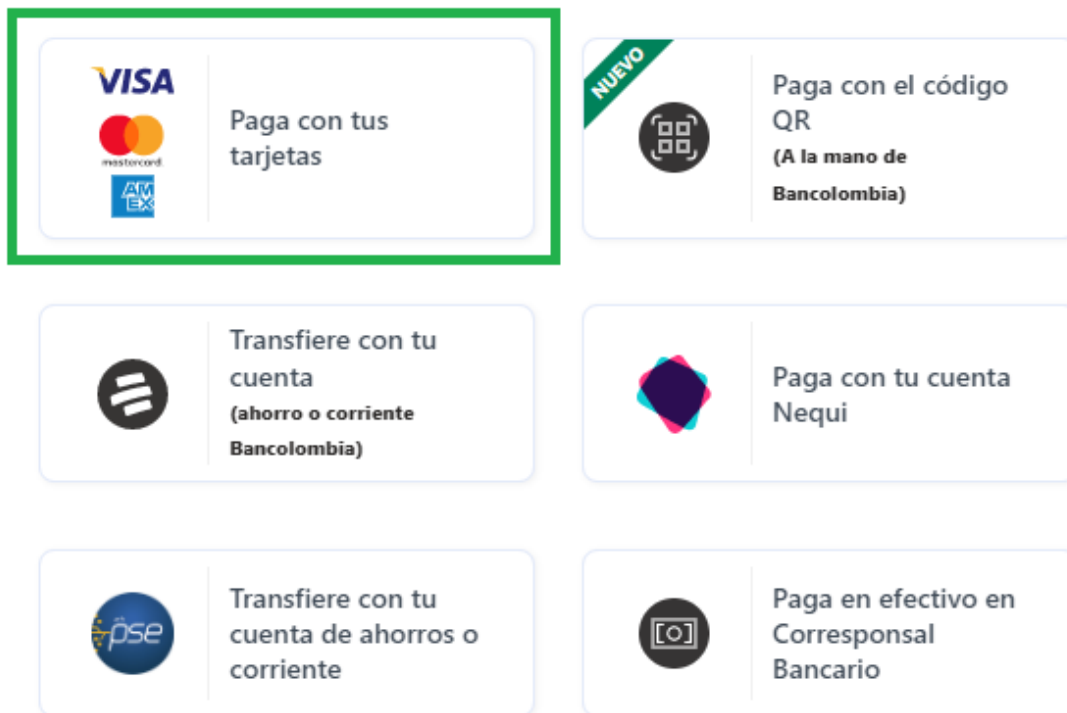 VISA
mastercard
AM
EX
Paga con tus
tarjetas
NUEVO
Paga con el código
QR
(A la mano de
Bancolombia)
Transfiere con tu
cuenta
(ahorro o corriente
Bancolombia)
Paga con tu cuenta
Nequi
pse
Transfiere con tu
cuenta de ahorros o
corriente
Paga en efectivo en
Corresponsal
Bancario